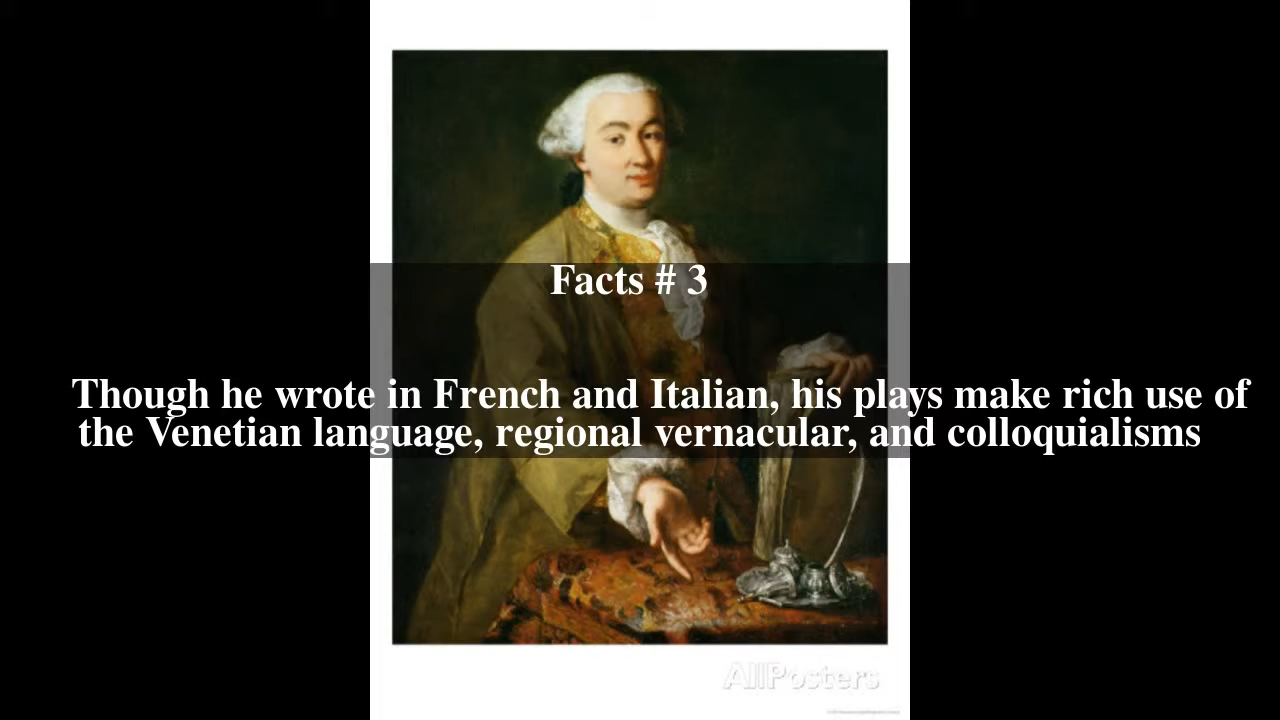 Facts # 3
Though he wrote in French and Italian, his plays make rich use of
the Venetian language, regional vernacular, and colloquialisms
AllPosters